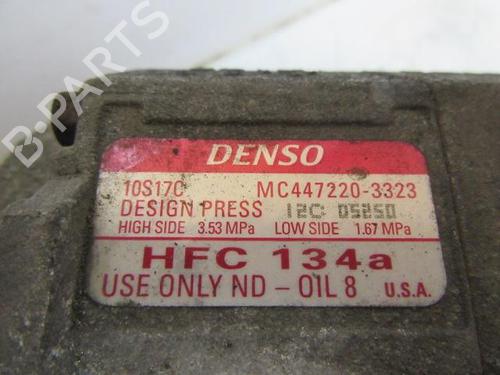 B-PARTS
DENSO
10S17C MC447220-3323
DESIGN PRESS 12C 05250
HIGH SIDE 3.53 MPa LOW SIDE 1.67 MPa
HFC 134a
USE ONLY ND-OIL 8 U.S.A.